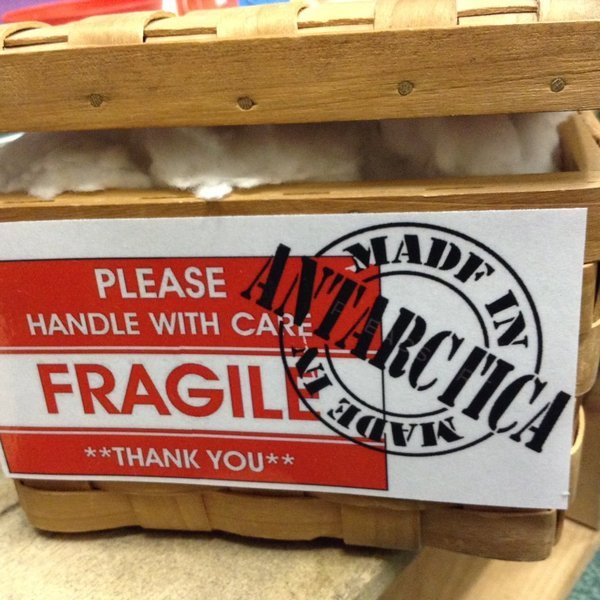 PLEASE
HANDLE WITH CARE
FRAGILE
**THANK YOU**
MADE IN
ANTARCTICA
MADE IN